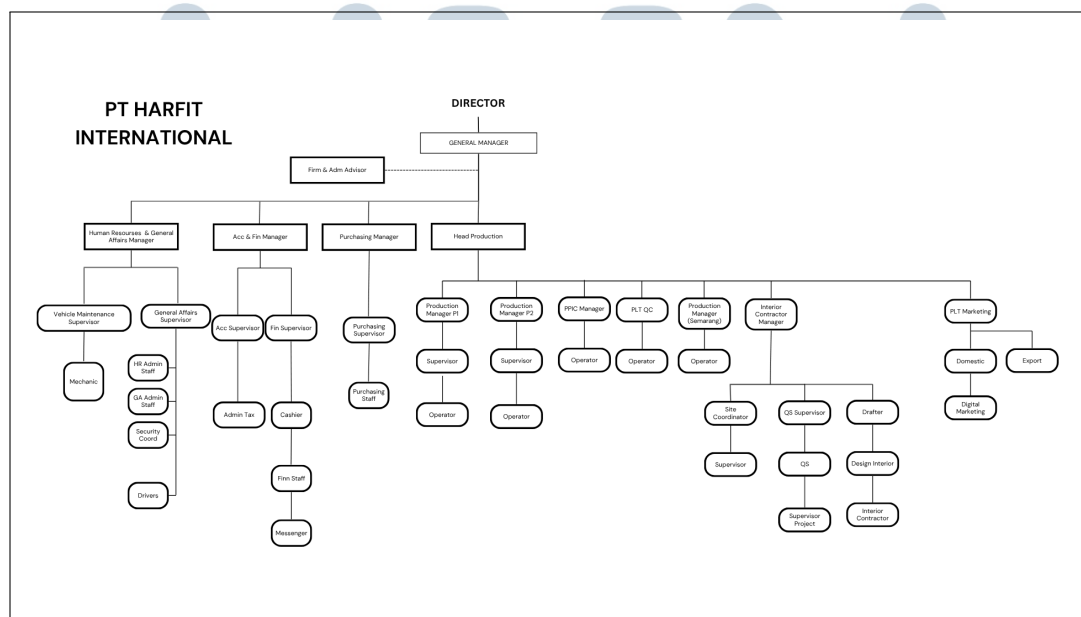 PT HARFIT
INTERNATIONAL
DIRECTOR
GENERAL MANAGER
Firm & Adm Advisor
Human Resourses & General
Affairs Manager
Acc & Fin Manager
Purchasing Manager
Head Production
Vehicle Maintenance
Supervisor
General Affairs
Supervisor
Acc Supervisor
Fin Supervisor
Purchasing
Supervisor
Production
Manager P1
Production
Manager P2
PPIC Manager
PLT QC
Production
Manager
(Semarang)
Interior
Contractor
Manager
PLT Marketing
Mechanic
HR Admin
Staff
GA Admin
Staff
Security
Coord
Drivers
Admin Tax
Cashier
Finn Staff
Messenger
Purchasing
Staff
Supervisor
Operator
Supervisor
Operator
Operator
Operator
Operator
Site
Coordinator
Supervisor
QS Supervisor
QS
Supervisor
Project
Drafter
Design Interior
Interior
Contractor
Domestic
Export
Digital
Marketing